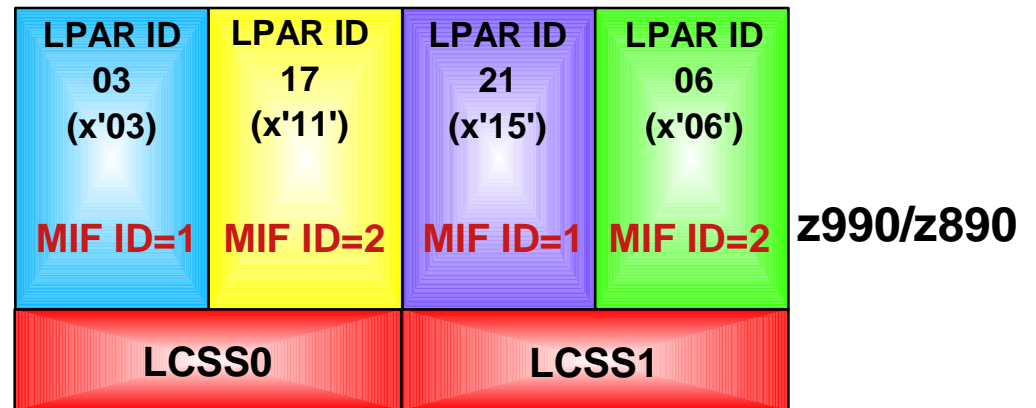 LPAR ID
03
(x'03)
MIF ID=1
LPAR ID
17
(x'11')
MIF ID=2
LPAR ID
21
(x'15')
MIF ID=1
LPAR ID
06
(x'06')
MIF ID=2
z990/z890
LCSS0
LCSS1